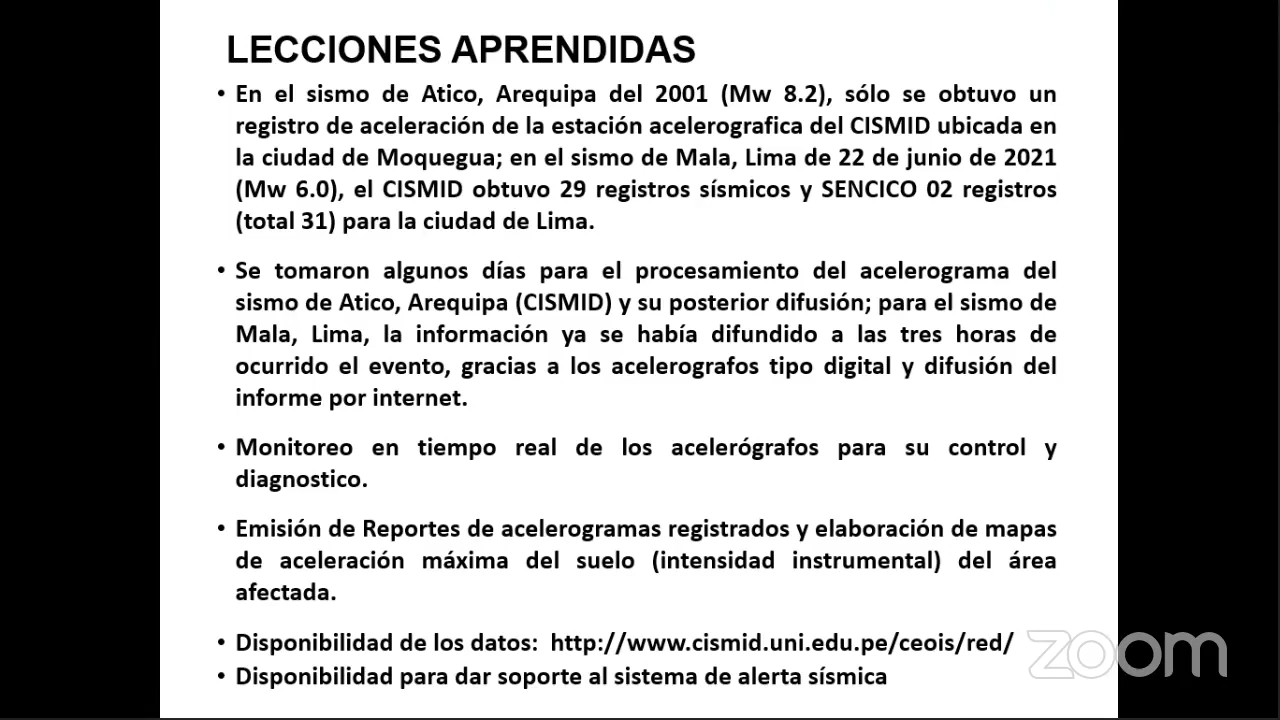 LECCIONES APRENDIDAS
• En el sismo de Atico, Arequipa del 2001 (Mw 8.2), sólo se obtuvo un
registro de aceleración de la estación acelerografica del CISMID ubicada en
la ciudad de Moquegua; en el sismo de Mala, Lima de 22 de junio de 2021
(Mw 6.0), el CISMID obtuvo 29 registros sísmicos y SENCICO 02 registros
(total 31) para la ciudad de Lima.
• Se tomaron algunos días para el procesamiento del acelerograma del
sismo de Atico, Arequipa (CISMID) y su posterior difusión; para el sismo de
Mala, Lima, la información ya se había difundido a las tres horas de
ocurrido el evento, gracias a los acelerografos tipo digital y difusión del
informe por internet.
• Monitoreo en tiempo real de los acelerógrafos para su control y
diagnostico.
• Emisión de Reportes de acelerogramas registrados y elaboración de mapas
de aceleración máxima del suelo (intensidad instrumental) del área
afectada.
• Disponibilidad de los datos: http://www.cismid.uni.edu.pe/ceois/red/
• Disponibilidad para dar soporte al sistema de alerta sísmica
zoom